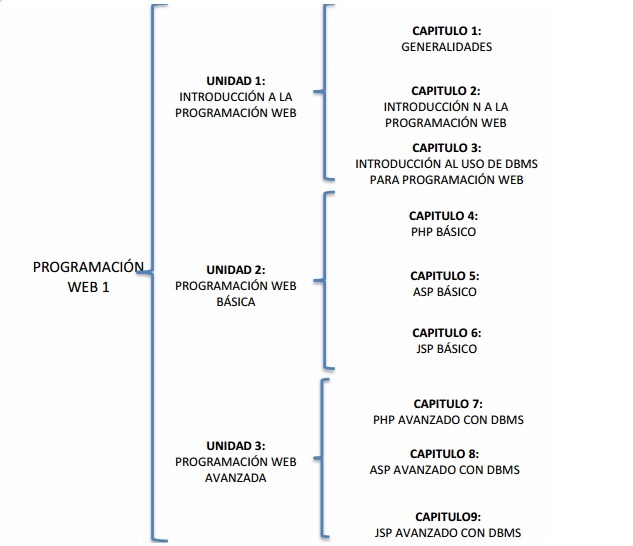 PROGRAMACIÓN
WEB 1
UNIDAD 1:
INTRODUCCIÓN A LA
PROGRAMACIÓN WEB
CAPITULO 1:
GENERALIDADES
CAPITULO 2:
INTRODUCCIÓN N A LA
PROGRAMACIÓN WEB
CAPITULO 3:
INTRODUCCIÓN AL USO DE DBMS
PARA PROGRAMACIÓN WEB
UNIDAD 2:
PROGRAMACIÓN WEB
BÁSICA
CAPITULO 4:
PHP BÁSICO
CAPITULO 5:
ASP BÁSICO
CAPITULO 6:
JSP BÁSICO
UNIDAD 3:
PROGRAMACIÓN WEB
AVANZADA
CAPITULO 7:
PHP AVANZADO CON DBMS
CAPITULO 8:
ASP AVANZADO CON DBMS
CAPITULO9:
JSP AVANZADO CON DBMS